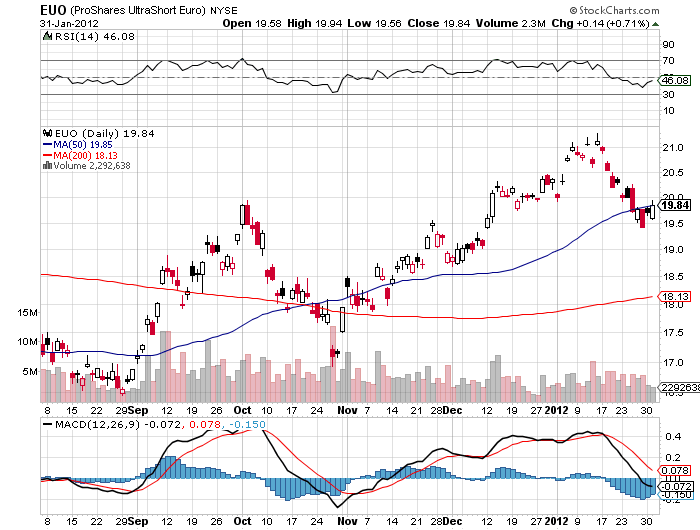 EUO (ProShares UltraShort Euro) NYSE © StockCharts.com
31-Jan-2012 Open 19.58 High 19.94 Low 19.56 Close 19.84 Volume 2.3M Chg +0.14 (+0.71%)
RSI(14) 46.08
90
70
50
46.08
30
10
EUO (Daily) 19.84
MA(50) 19.85
MA(200) 18.13
Volume 2,292,638
21.0
20.5
20.0
19.84
19.5
19.0
18.5
18.13
18.0
17.5
17.0
16.5
15M
10M
5M
2292638
8 15 22 29 Sep 12 19 26 Oct 10 17 24 Nov 7 14 21 28 Dec 12 19 27 2012 9 17 23 30
MACD(12,26,9) -0.072, 0.078, -0.150
0.4
0.2
0.078
-0.072
-0.150
-0.2
8 15 22 29 Sep 12 19 26 Oct 10 17 24 Nov 7 14 21 28 Dec 12 19 27 2012 9 17 23 30